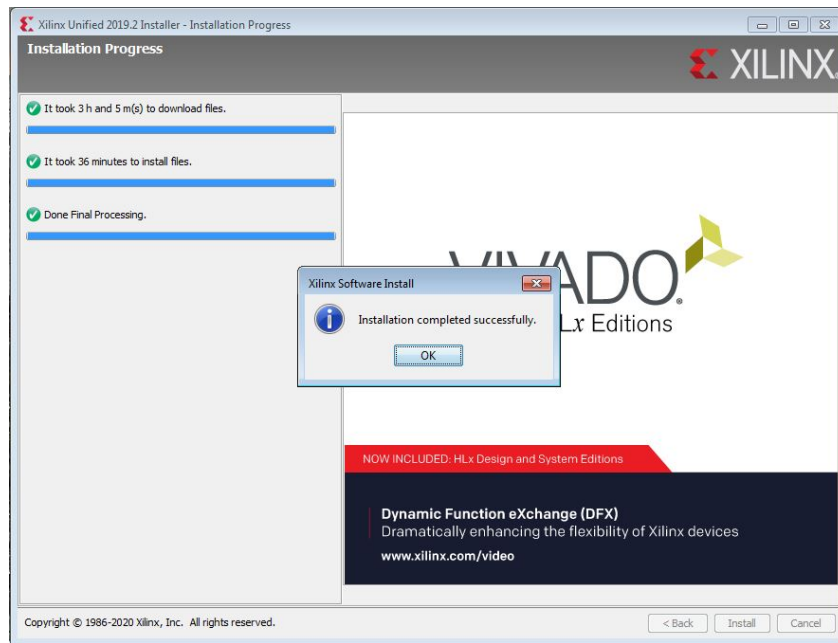 Xilinx Unified 2019.2 Installer - Installation Progress
Installation Progress
XILINX
It took 3 h and 5 m(s) to download files.
It took 36 minutes to install files.
Done Final Processing.
Xilinx Software Install
Installation completed successfully.
OK
Editions
NOW INCLUDED: HLx Design and System Editions
Dynamic Function eXchange (DFX)
Dramatically enhancing the flexibility of Xilinx devices
www.xilinx.com/video
Copyright © 1986-2020 Xilinx, Inc. All rights reserved.
< Back Install Cancel